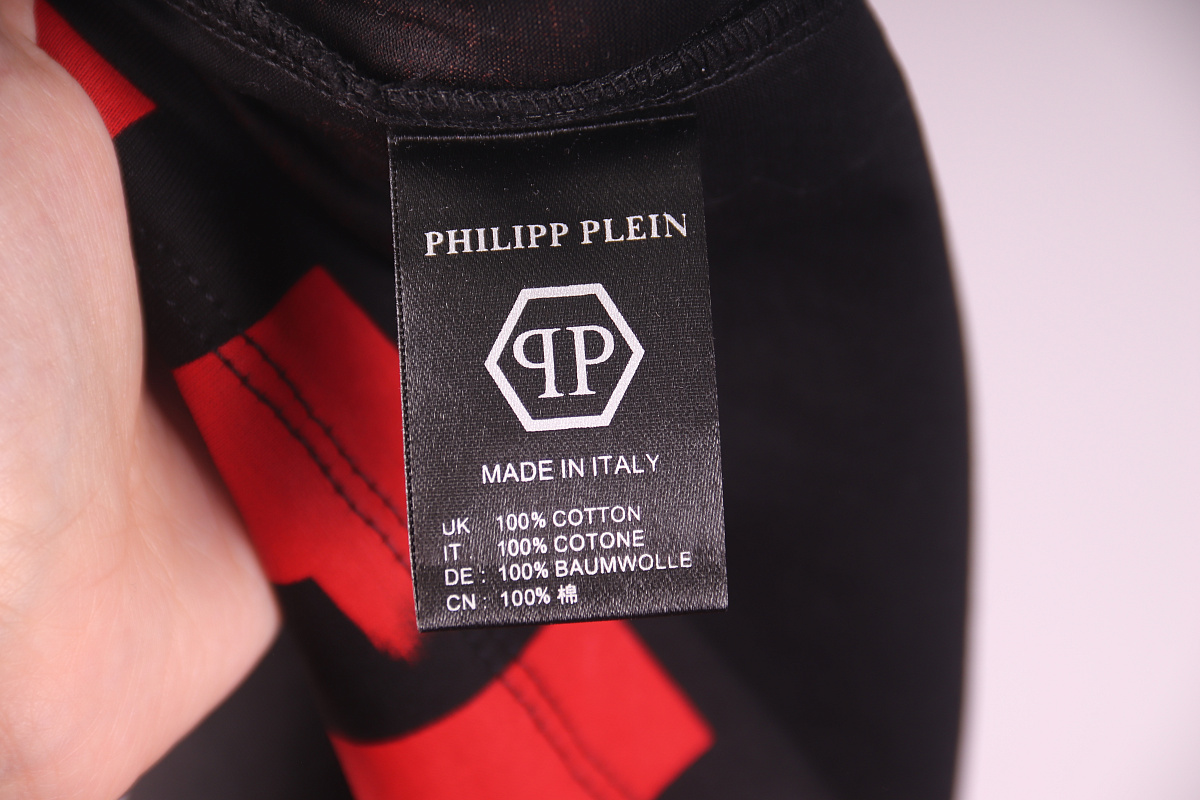 PHILIPP PLEIN
PP
MADE IN ITALY
UK 100% COTTON
IT 100% COTONE
DE : 100% BAUMWOLLE
CN : 100% 棉